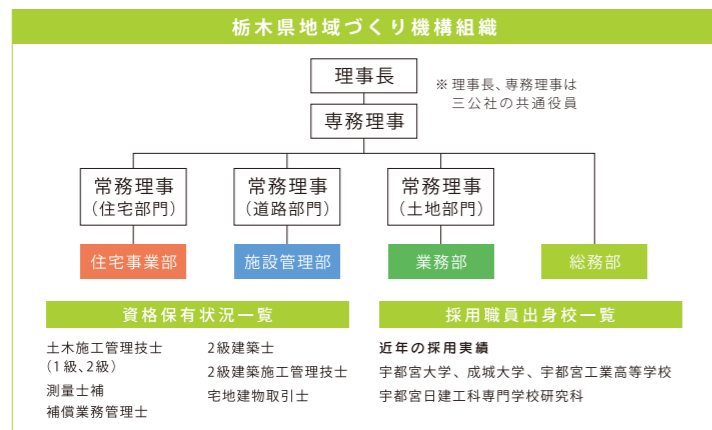 栃木県地域づくり機構組織
理事長
※ 理事長、専務理事は
三公社の共通役員
専務理事
常務理事
（住宅部門）
常務理事
（道路部門）
常務理事
（土地部門）
住宅事業部
施設管理部
業務部
総務部
資格保有状況一覧
土木施工管理技士
（1級、2級）
測量士補
補償業務管理士
2級建築士
2級建築施工管理技士
宅地建物取引士
採用職員出身校一覧
近年の採用実績
宇都宮大学、成城大学、宇都宮工業高等学校
宇都宮日建工科専門学校研究科